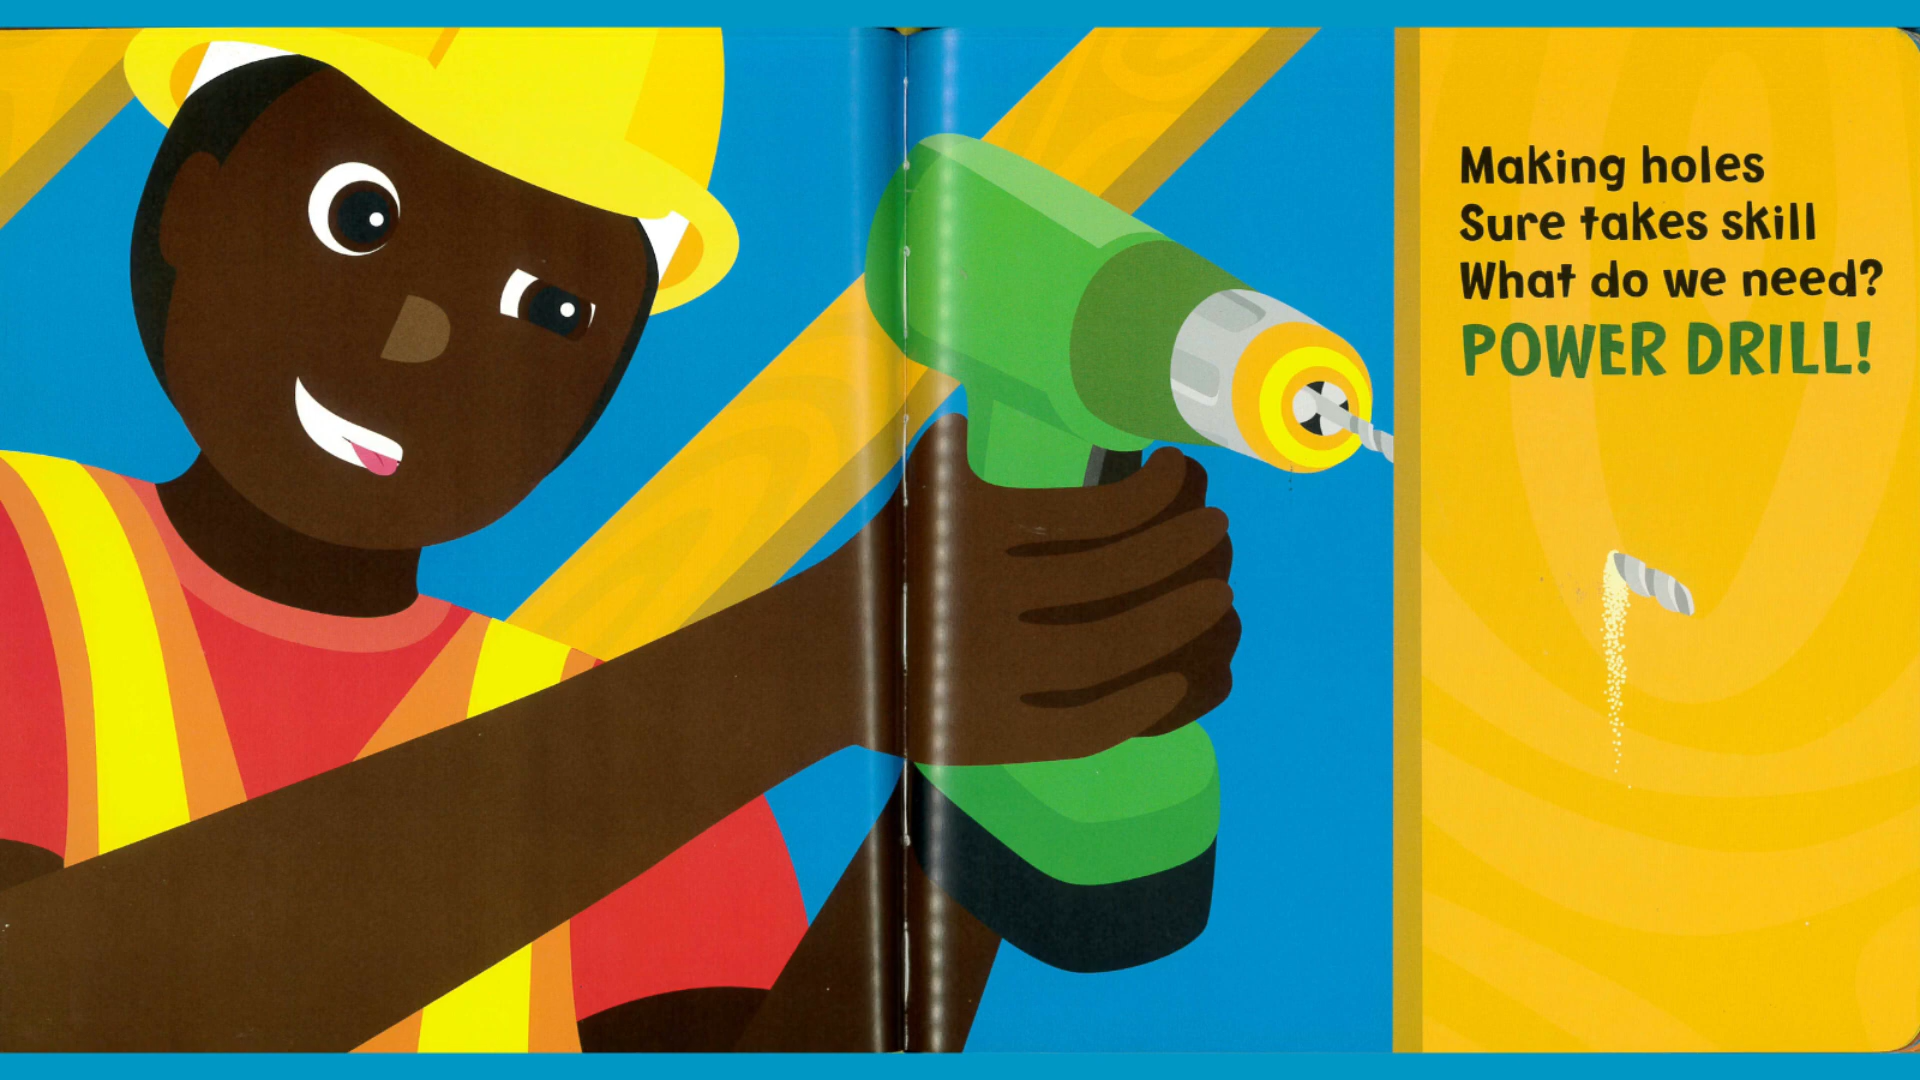 Making holes
Sure takes skill
What do we need?
POWER DRILL!